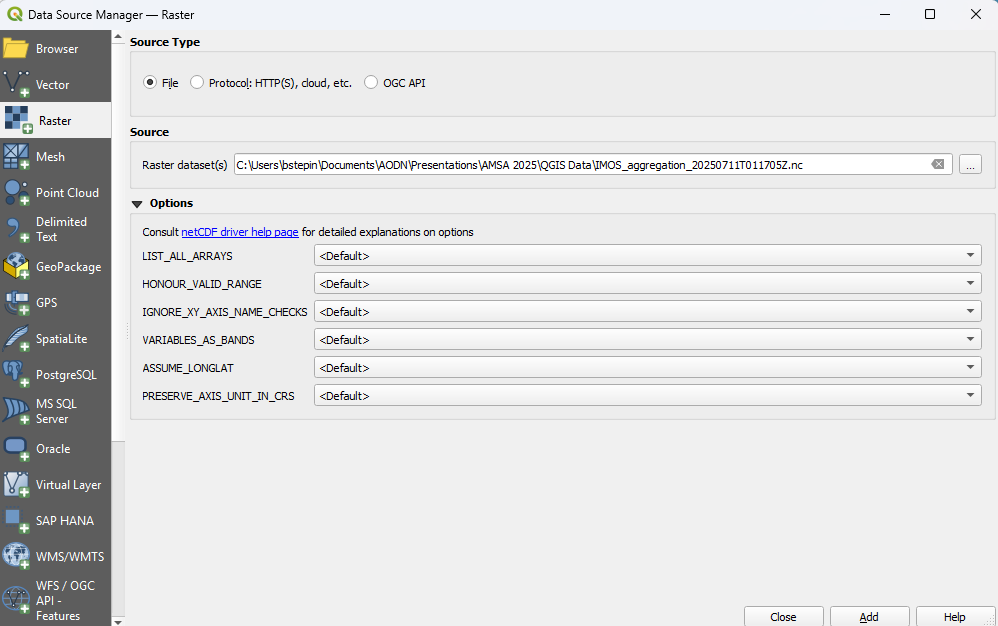 Data Source Manager — Raster
Browser
Vector
Raster
Mesh
Point Cloud
Delimited
Text
GeoPackage
GPS
SpatiaLite
PostgreSQL
MS SQL
Server
Oracle
Virtual Layer
SAP HANA
WMS/WMTS
WFS / OGC
API -
Features
Source Type
File Protocol: HTTP(S), cloud, etc. OGC API
Source
Raster dataset(s) C:\Users\bstepin\Documents\AODN\Presentations\AMSA 2025\QGIS Data\IMOS_aggregation_20250711T011705Z.nc ...
Options
Consult netCDF driver help page for detailed explanations on options
LIST_ALL_ARRAYS <Default>
HONOUR_VALID_RANGE <Default>
IGNORE_XY_AXIS_NAME_CHECKS <Default>
VARIABLES_AS_BANDS <Default>
ASSUME_LONGLAT <Default>
PRESERVE_AXIS_UNIT_IN_CRS <Default>
Close Add Help